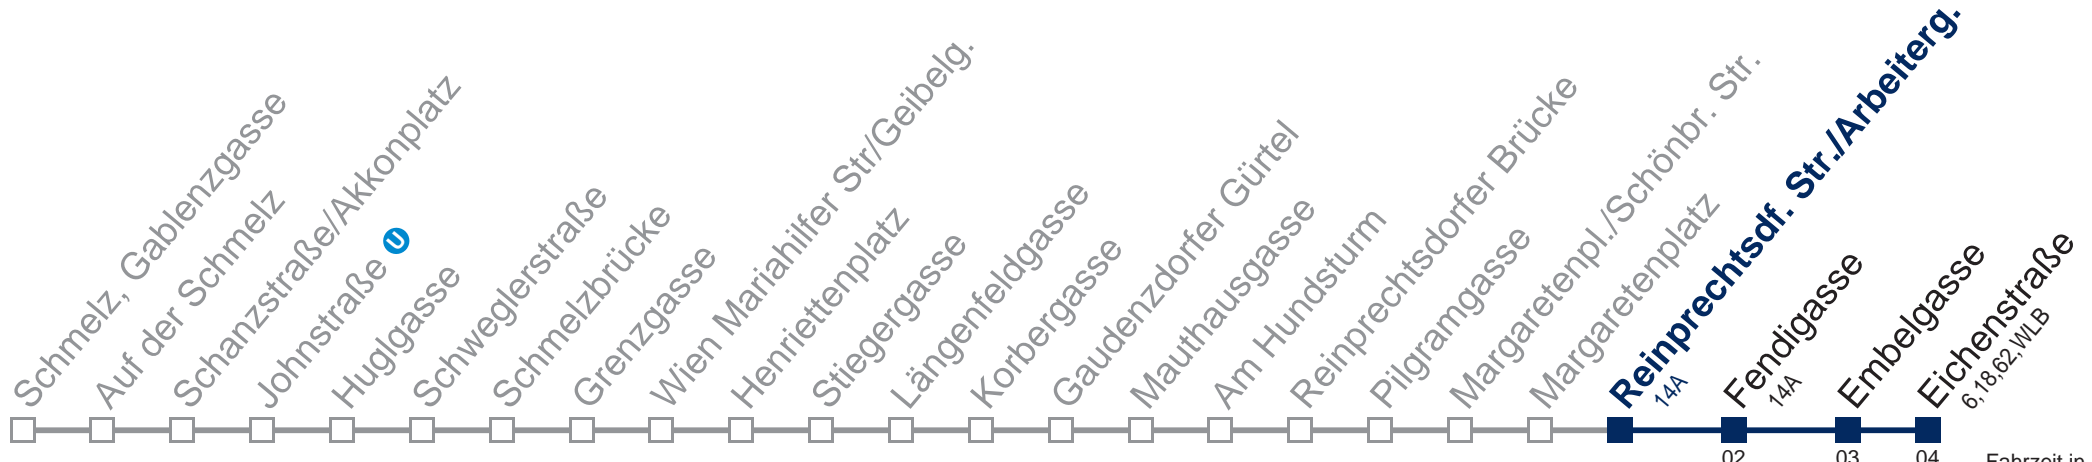 Schmelz, Gablenzgasse
Auf der Schmelz
Schanzstraße/Akkonplatz
Johnstraße U
Huglgasse
Schweglerstraße
Schmelzbrücke
Grenzgasse
Wien Mariahilfer Str/Geibelg.
Henriettenplatz
Stiegergasse
Längenfeldgasse
Korbergasse
Gaudenzdorfer Gürtel
Mauthausgasse
Am Hundsturm
Reinprechtsdorfer Brücke
Pilgramgasse
Margaretenpl./Schönbr. Str.
Margaretenplatz
Reinprechtsdf. Str./Arbeiterg.
14A
Fendigasse
14A
Embelgasse
Eichenstraße
6,18,62,WLB
02 03 04 Fahrzeit in